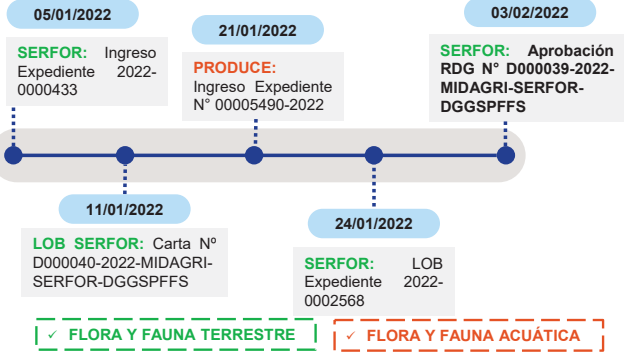 05/01/2022
SERFOR: Ingreso
Expediente 2022-
0000433
21/01/2022
PRODUCE:
Ingreso Expediente
N° 00005490-2022
03/02/2022
SERFOR: Aprobación
RDG N° D000039-2022-
MIDAGRI-SERFOR-
DGGSPFFS
11/01/2022
LOB SERFOR: Carta Nº
D000040-2022-MIDAGRI-
SERFOR-DGGSPFFS
24/01/2022
SERFOR: LOB
Expediente 2022-
0002568
✓ FLORA Y FAUNA TERRESTRE
✓ FLORA Y FAUNA ACUÁTICA